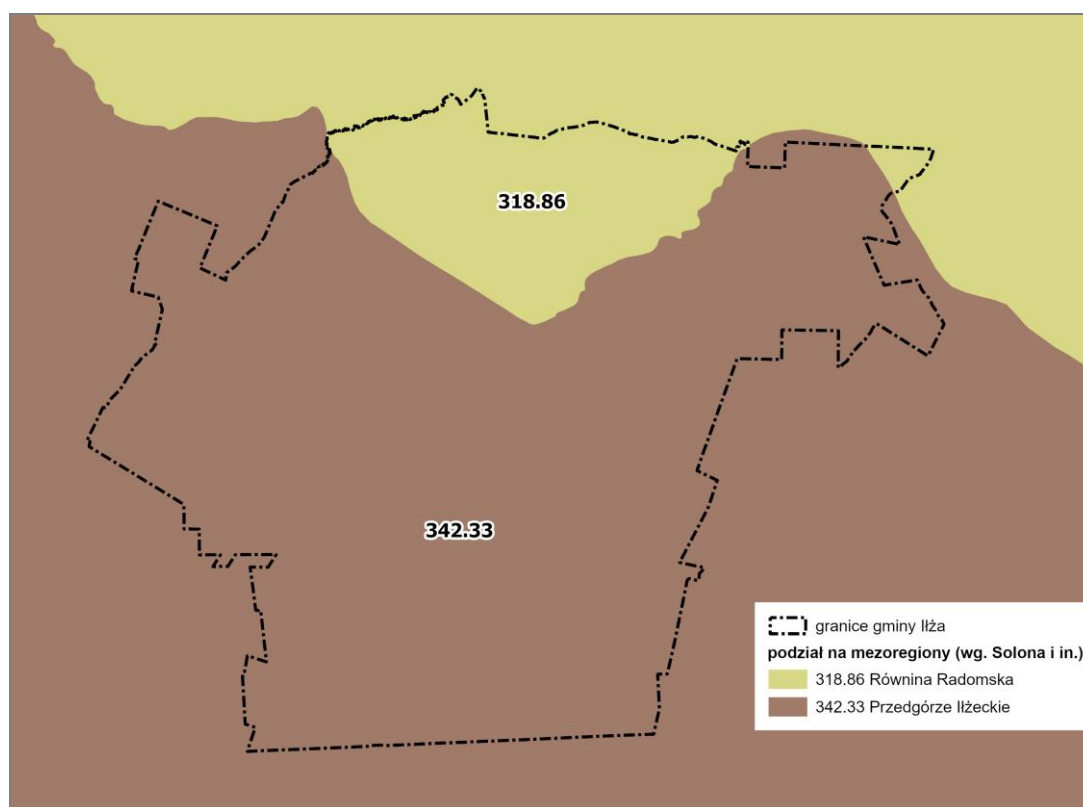 318.86
342.33
granice gminy Iłża
podział na mezoregiony (wg. Solona i in.)
318.86 Równina Radomska
342.33 Przedgórze Iłżeckie